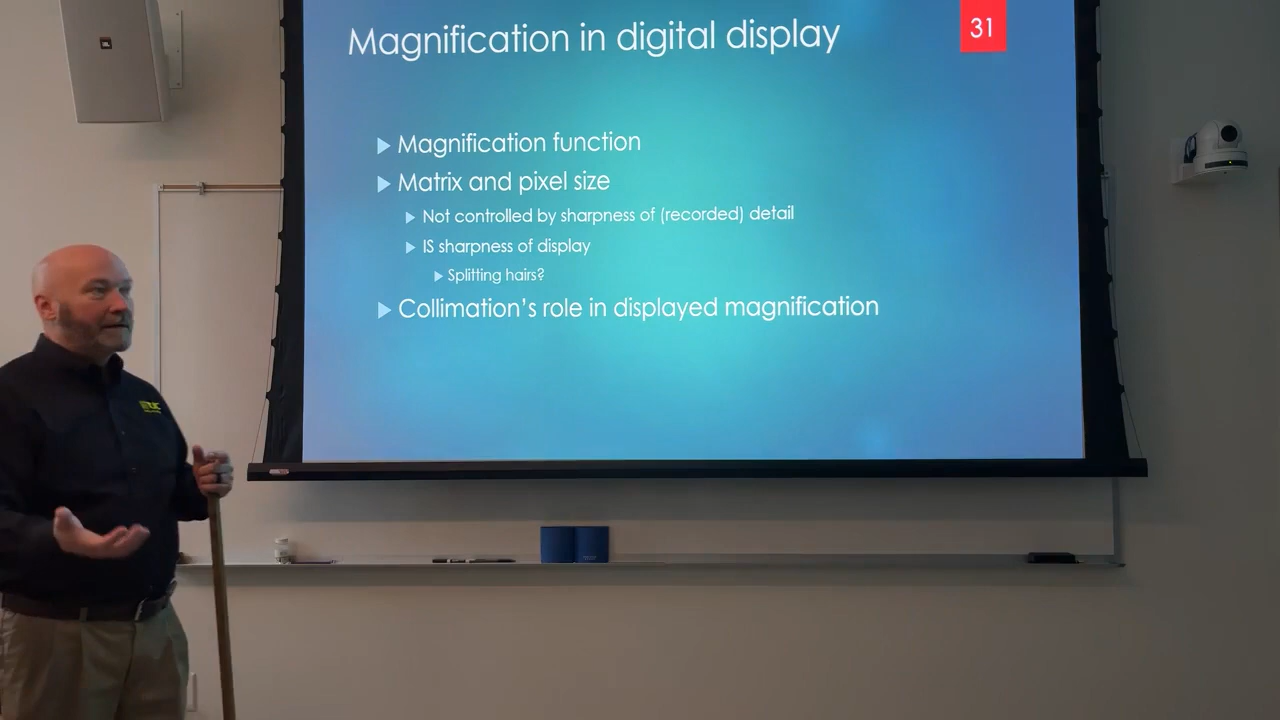 JBL
Magnification in digital display
31
Magnification function
Matrix and pixel size
Not controlled by sharpness of (recorded) detail
IS sharpness of display
Splitting hairs?
Collimation's role in displayed magnification